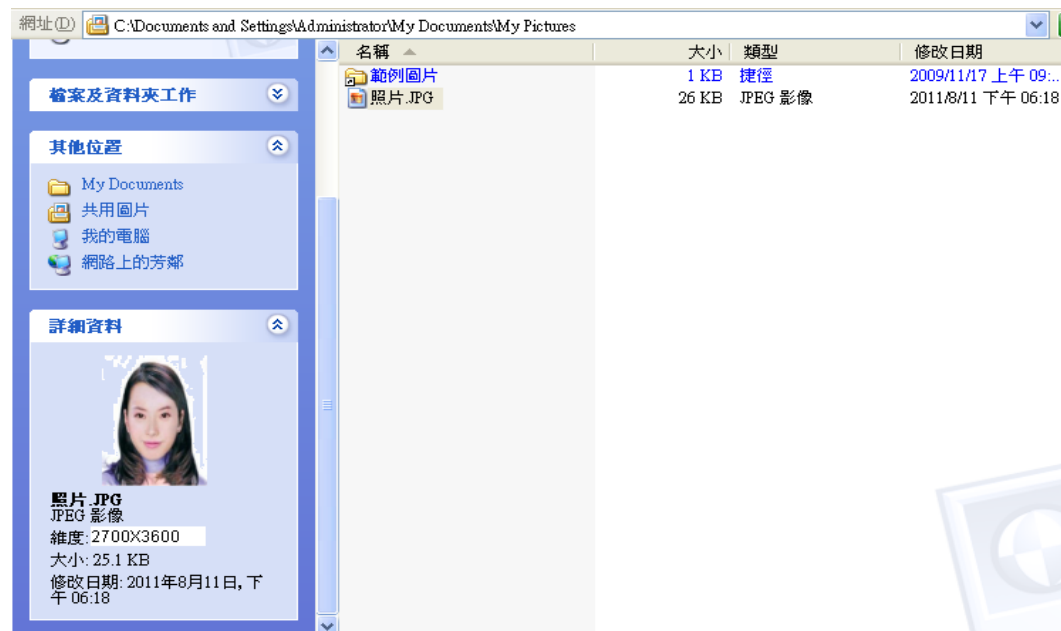 網址(D) C:\Documents and Settings\Administrator\My Documents\My Pictures
名稱 大小 類型 修改日期
範例圖片 1 KB 捷徑 2009/11/17 上午 09:...
照片.JPG 26 KB JPEG 影像 2011/8/11 下午 06:18
檔案及資料夾工作
其他位置
My Documents
共用圖片
我的電腦
網路上的芳鄰
詳細資料
照片.JPG
JPEG 影像
維度: 2700X3600
大小: 25.1 KB
修改日期: 2011年8月11日, 下
午 06:18